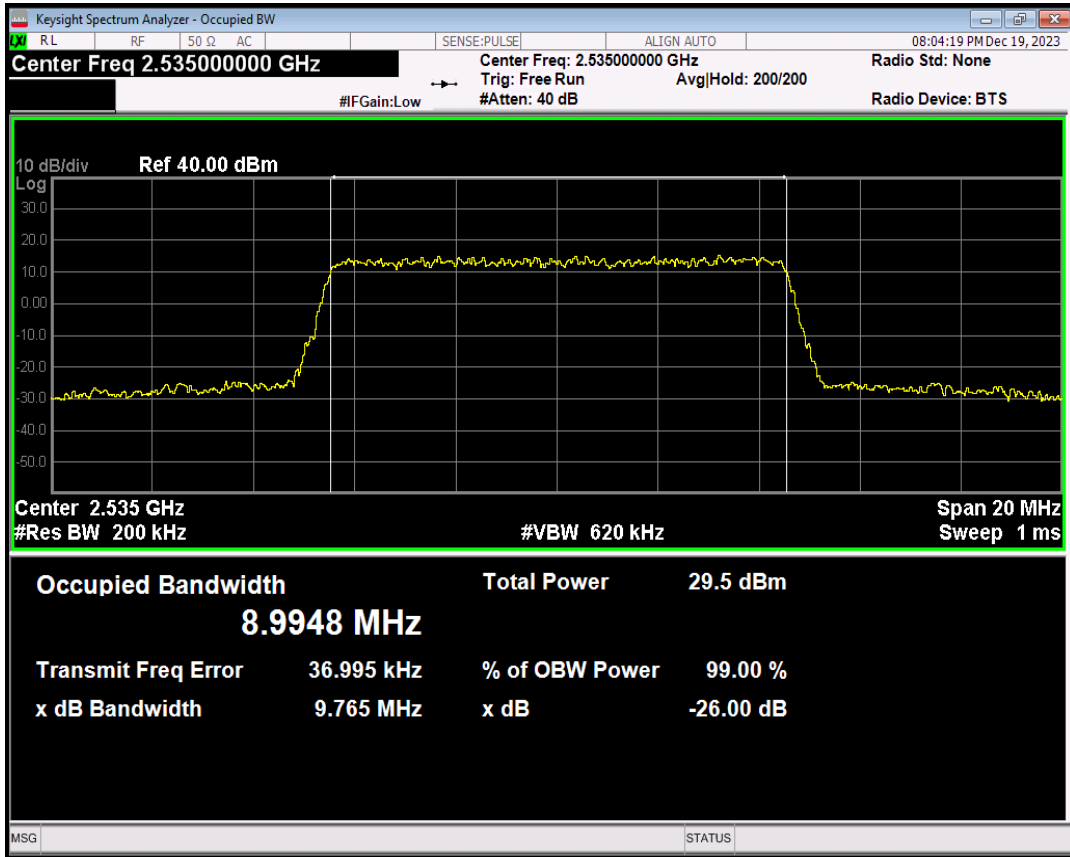 Keysight Spectrum Analyzer - Occupied BW
LXI RL RF 50 Ω AC SENSE:PULSE ALIGN AUTO 08:04:19 PM Dec 19, 2023
Center Freq 2.535000000 GHz Center Freq: 2.535000000 GHz Radio Std: None
Trig: Free Run Avg|Hold: 200/200
#IFGain:Low #Atten: 40 dB Radio Device: BTS
10 dB/div Ref 40.00 dBm
Log
30.0
20.0
10.0
0.00
-10.0
-20.0
-30.0
-40.0
-50.0
Center 2.535 GHz Span 20 MHz
#Res BW 200 kHz #VBW 620 kHz Sweep 1 ms
Occupied Bandwidth Total Power 29.5 dBm
8.9948 MHz
Transmit Freq Error 36.995 kHz % of OBW Power 99.00 %
x dB Bandwidth 9.765 MHz x dB -26.00 dB
MSG STATUS